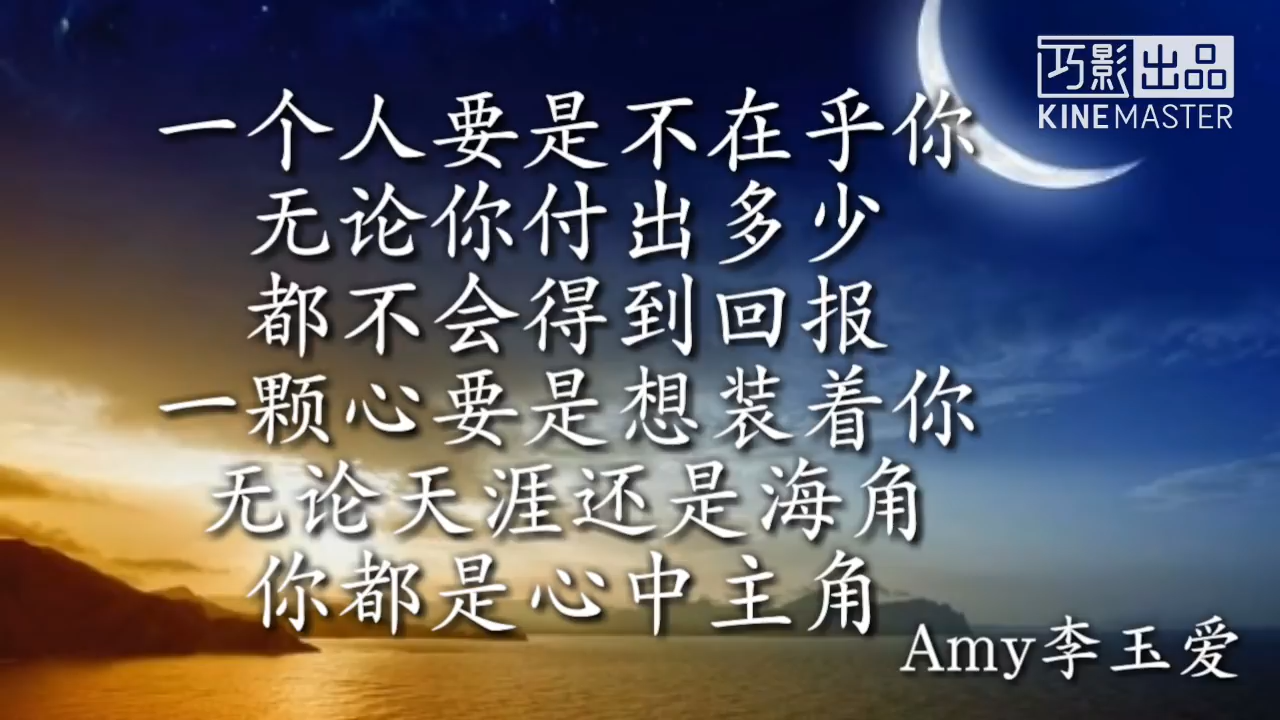 巧影出品
KINEMASTER
一个人要是不在乎你
无论你付出多少
都不会得到回报
一颗心要是想装着你
无论天涯还是海角
你都是心中主角
Amy李玉爱